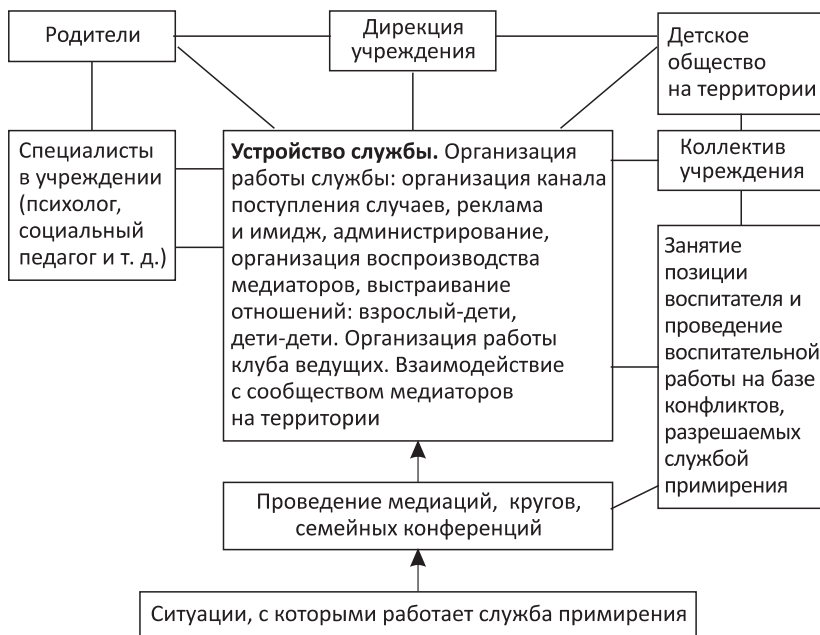 Родители
Дирекция
учреждения
Детское
общество
на территории
Специалисты
в учреждении
(психолог,
социальный
педагог и т. д.)
Устройство службы. Организация
работы службы: организация канала
поступления случаев, реклама
и имидж, администрирование,
организация воспроизводства
медиаторов, выстраивание
отношений: взрослый-дети,
дети-дети. Организация работы
клуба ведущих. Взаимодействие
с сообществом медиаторов
на территории
Коллектив
учреждения
Занятие
позиции
воспитателя и
проведение
воспитательной
работы на базе
конфликтов,
разрешаемых
службой
примирения
Проведение медиаций, кругов,
семейных конференций
Ситуации, с которыми работает служба примирения